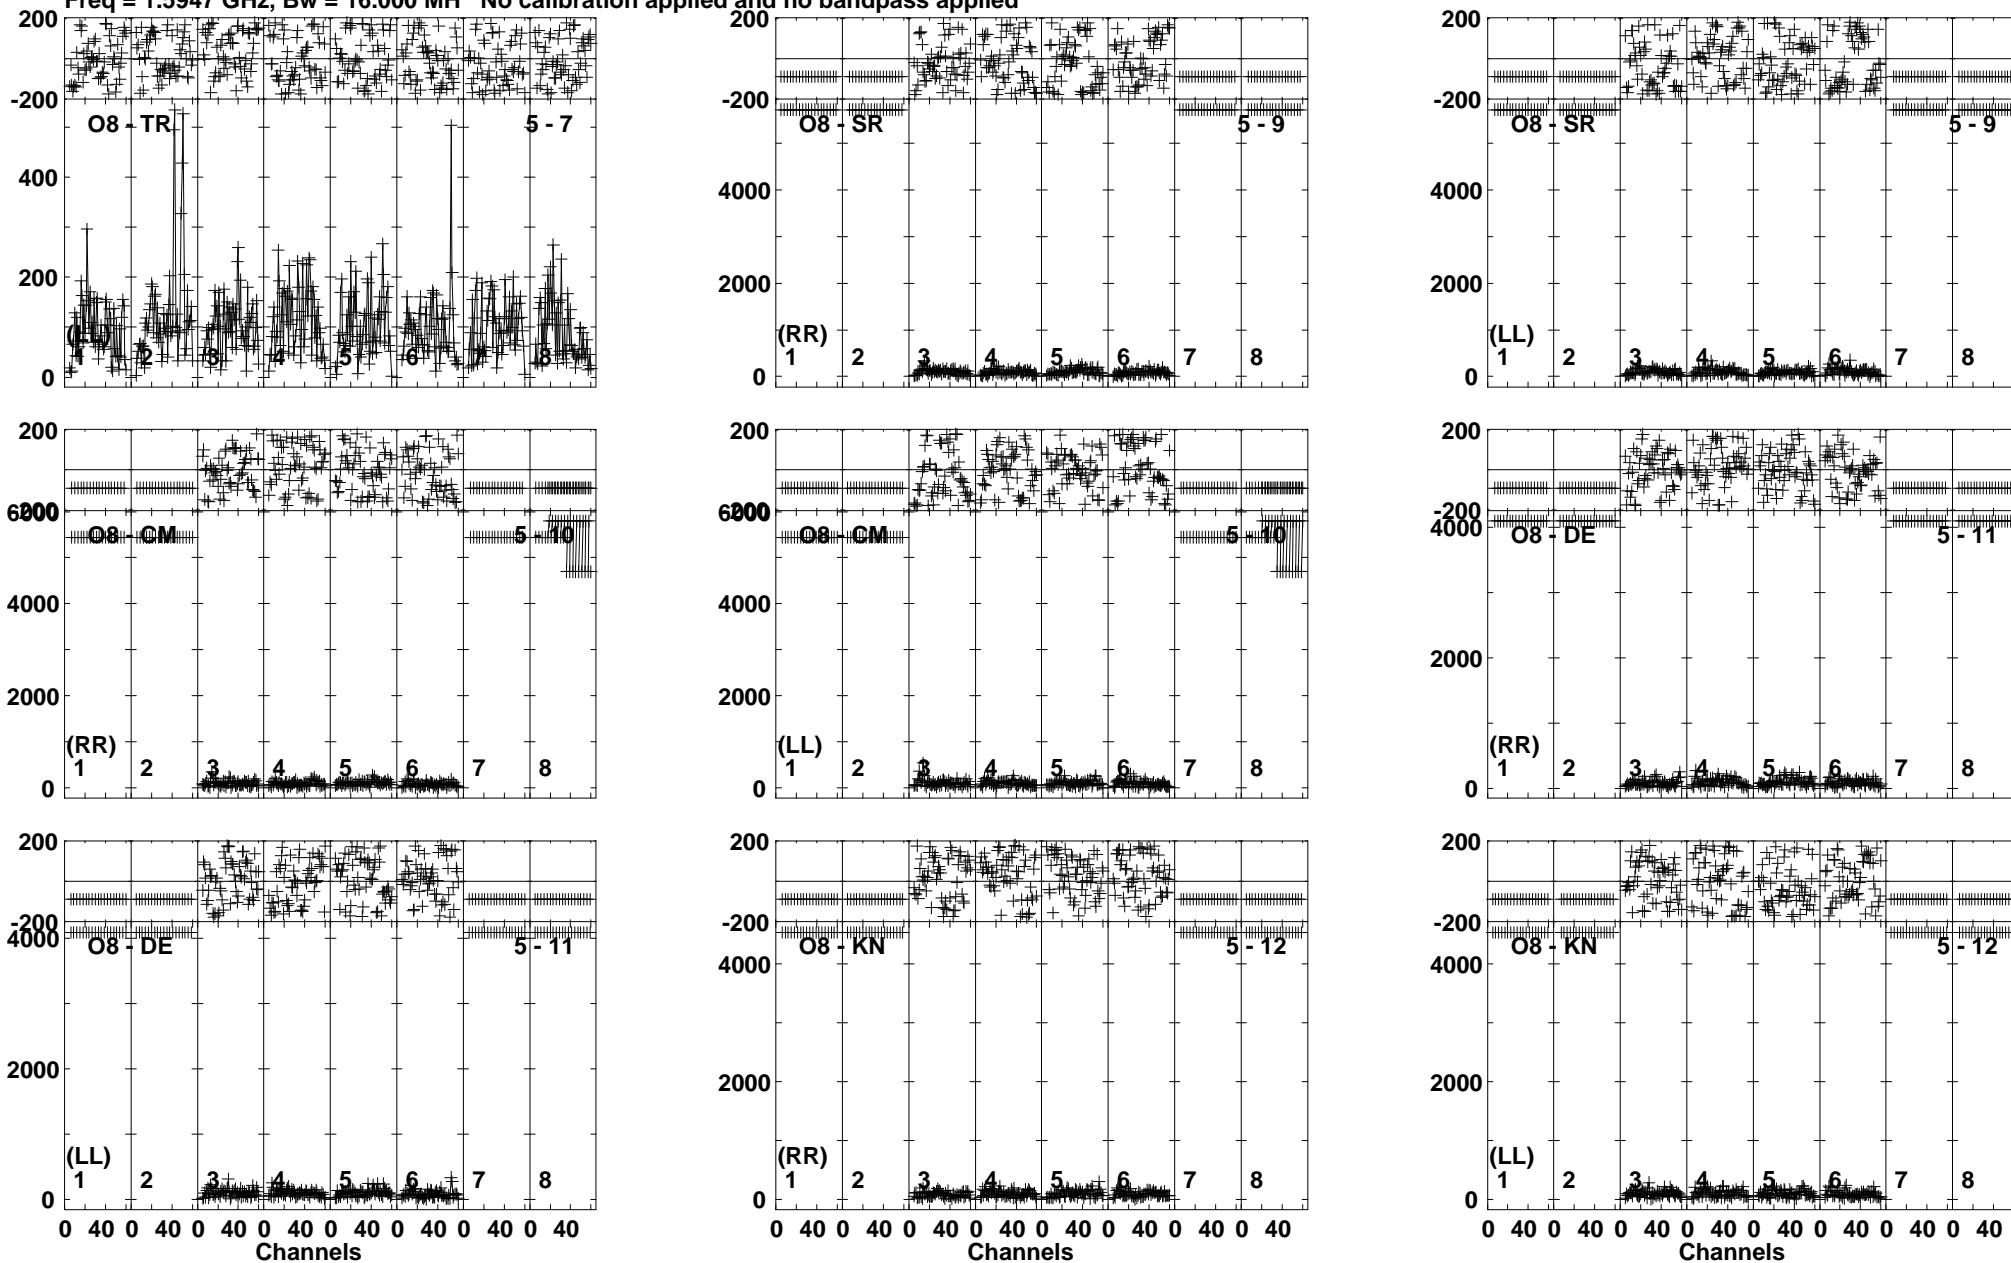 Freq = 1.5947 GHz, Bw = 16.000 MH No calibration applied and no bandpass applied
200 200 200
-200 -200 -200
O8 - TR 5 - 7 O8 - SR 5 - 9 O8 - SR 5 - 9
400 4000 4000
200 2000 2000
(LL) (RR) (LL)
1 2 3 4 5 6 7 8 1 2 3 4 5 6 7 8 1 2 3 4 5 6 7 8
0 0 0
200 200 200
-200 -200 -200
6000 6000 4000
O8 - CM 5 - 10 O8 - CM 5 - 10 O8 - DE 5 - 11
4000 4000
2000 2000 2000
(RR) (LL) (RR)
1 2 3 4 5 6 7 8 1 2 3 4 5 6 7 8 1 2 3 4 5 6 7 8
0 0 0
200 200 200
-200 -200 -200
O8 - DE 5 - 11 O8 - KN 5 - 12 O8 - KN 5 - 12
4000 4000 4000
2000 2000 2000
(LL) (RR) (LL)
1 2 3 4 5 6 7 8 1 2 3 4 5 6 7 8 1 2 3 4 5 6 7 8
0 0 0
0 40 0 40 0 40 0 40 0 40 0 40 0 40 0 40 0 40 0 40 0 40 0 40 0 40 0 40 0 40 0 40 0 40 0 40 0 40 0 40 0 40 0 40 0 40 0 40
Channels Channels Channels